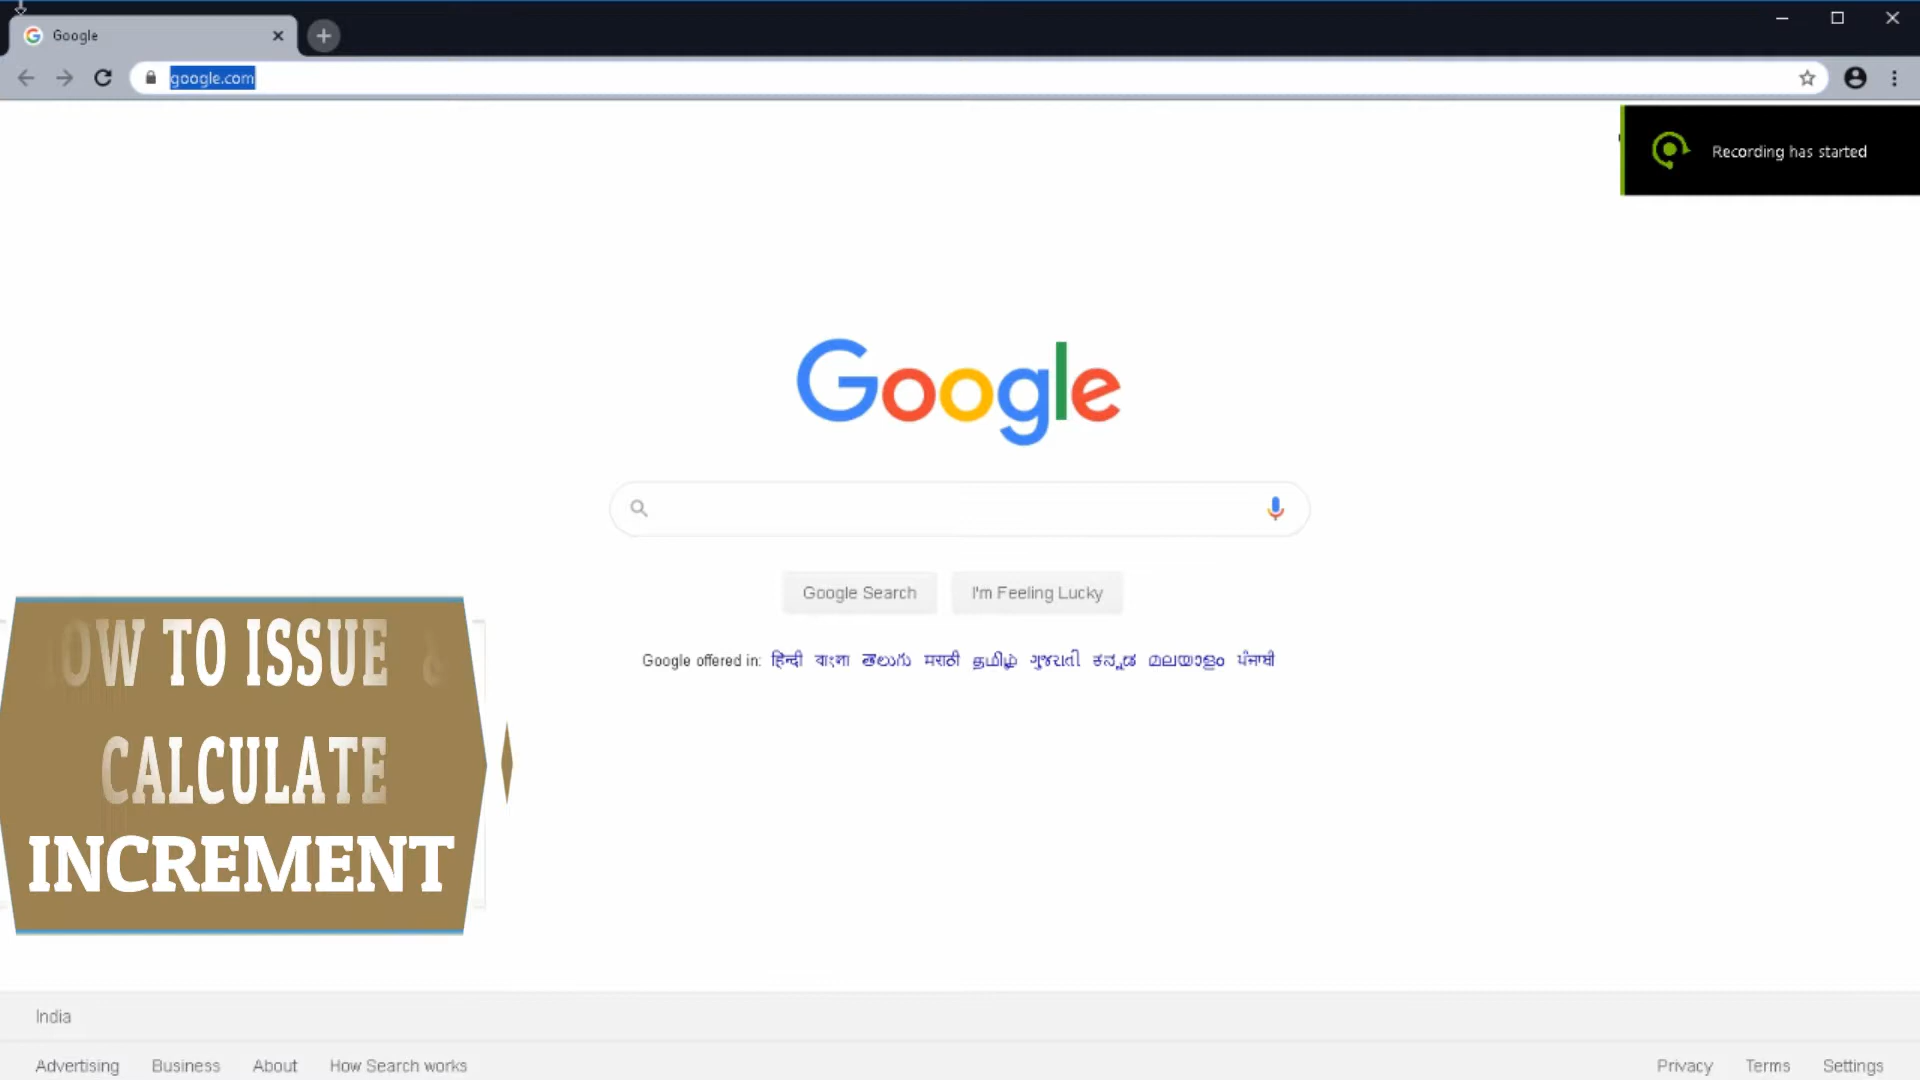 Google
google.com
Recording has started
Google
Google Search
I'm Feeling Lucky
Google offered in: हिन्दी বাংলা తెలుగు मराठी தமிழ் ગુજરાતી ಕನ್ನಡ മലയാളം ਪੰਜਾਬੀ
HOW TO ISSUE &
CALCULATE
INCREMENT
India
Advertising Business About How Search works
Privacy Terms Settings